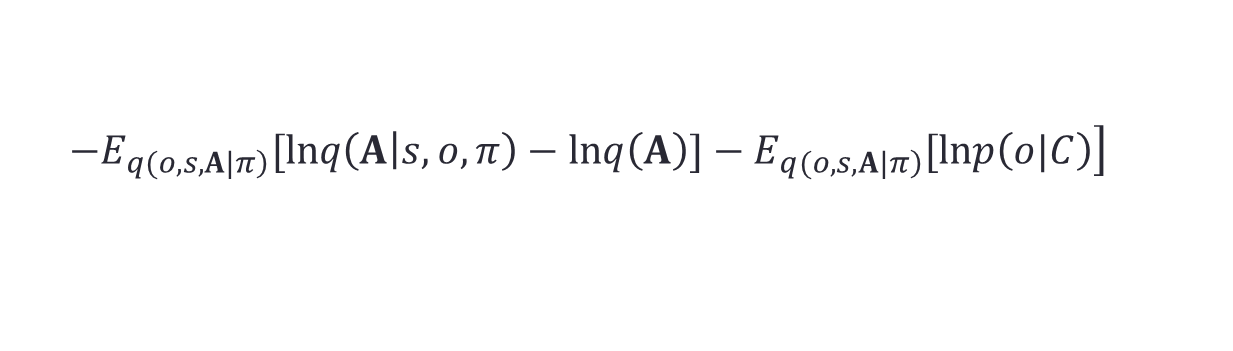 −E_{q(o,s,𝐀|π)}[lnq(𝐀|s, o, π) − lnq(𝐀)] − E_{q(o,s,𝐀|π)}[lnp(o|C)]